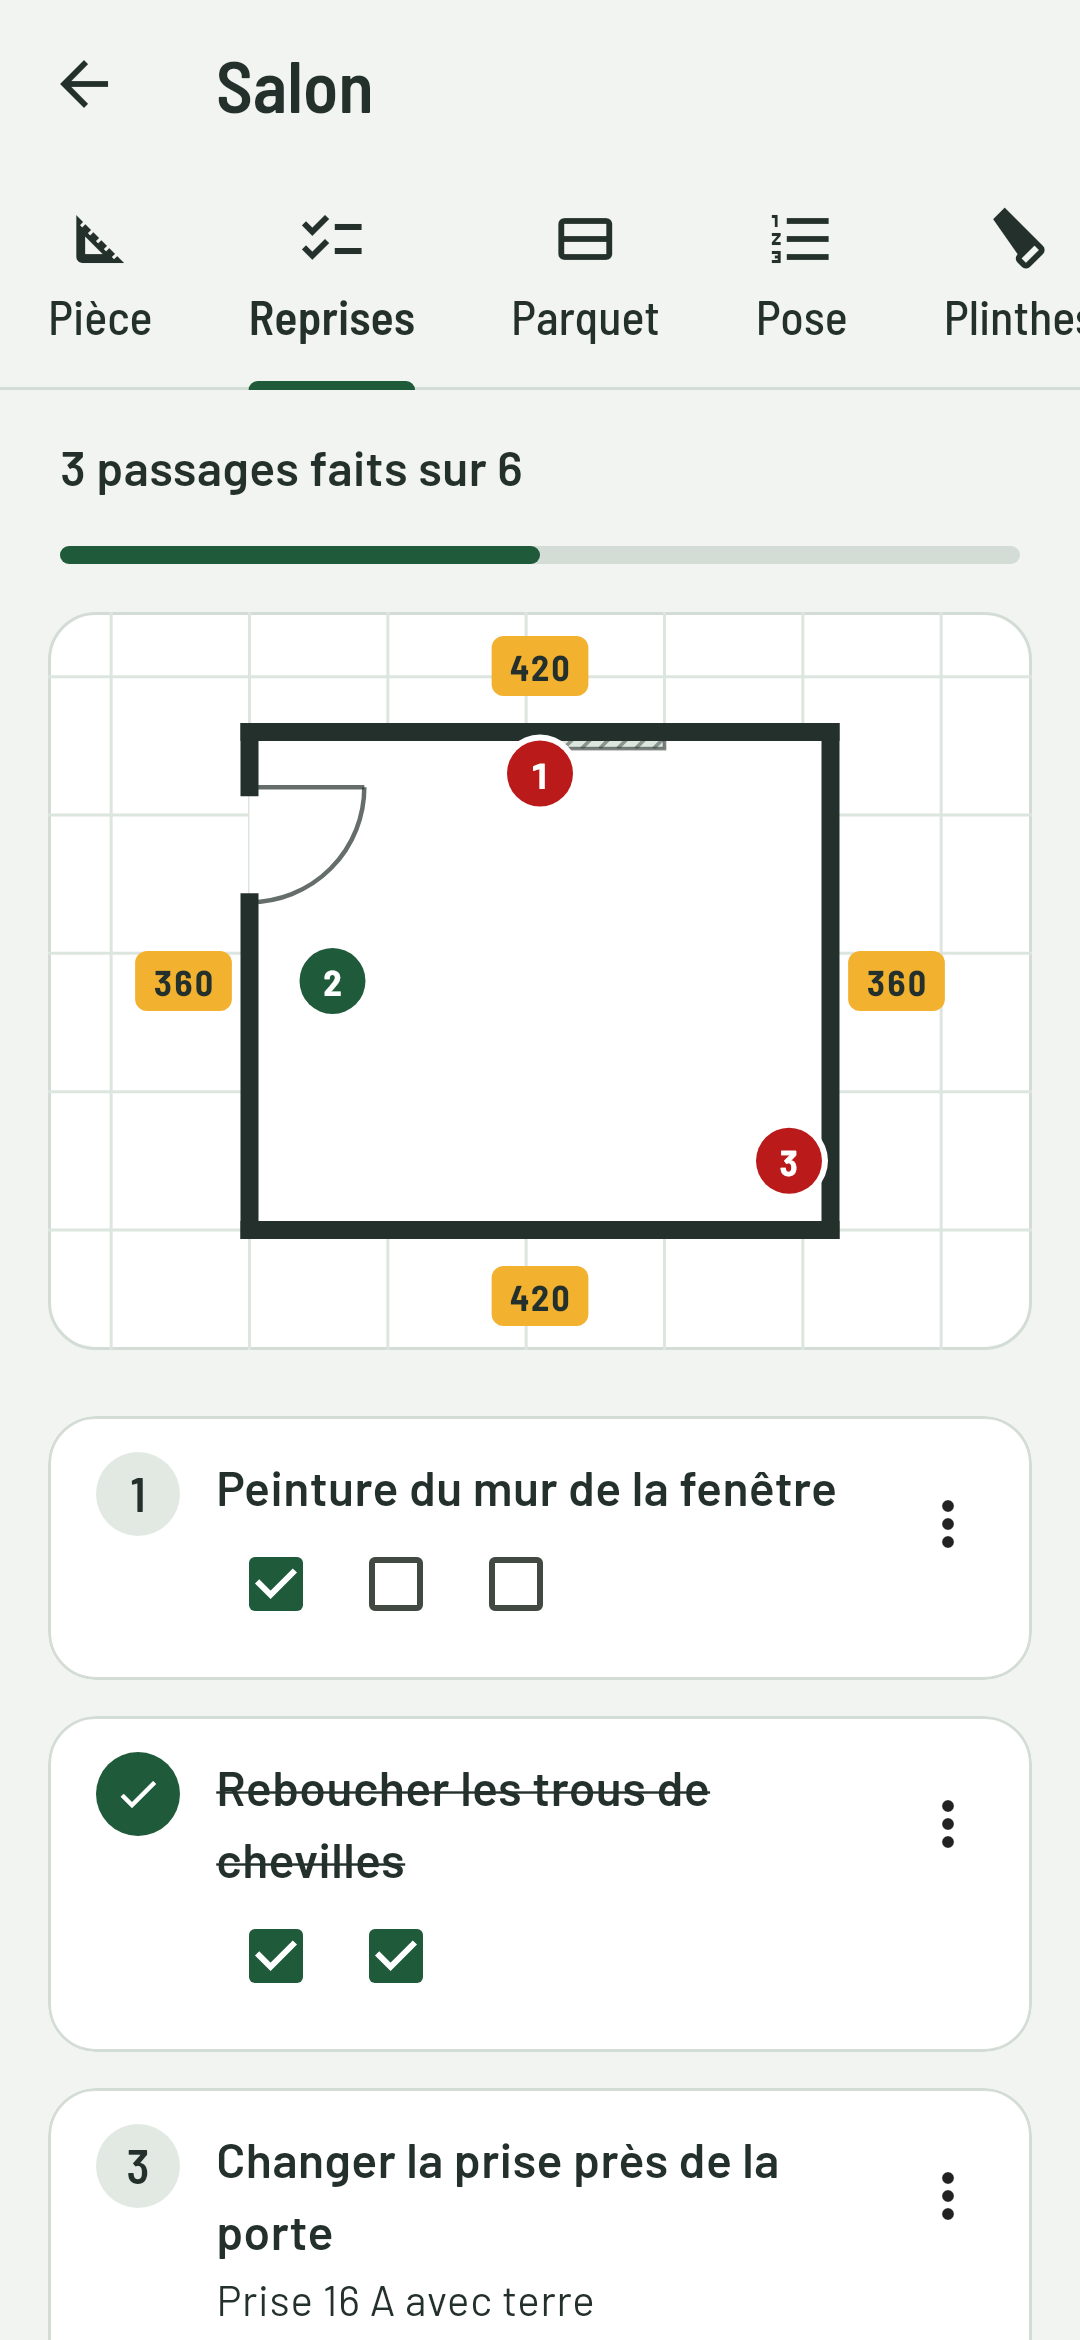 Salon
Pièce
Reprises
Parquet
Pose
Plinthes
3 passages faits sur 6
420
1
360
2
360
3
420
1
Peinture du mur de la fenêtre
Reboucher les trous de
chevilles
3
Changer la prise près de la
porte
Prise 16 A avec terre